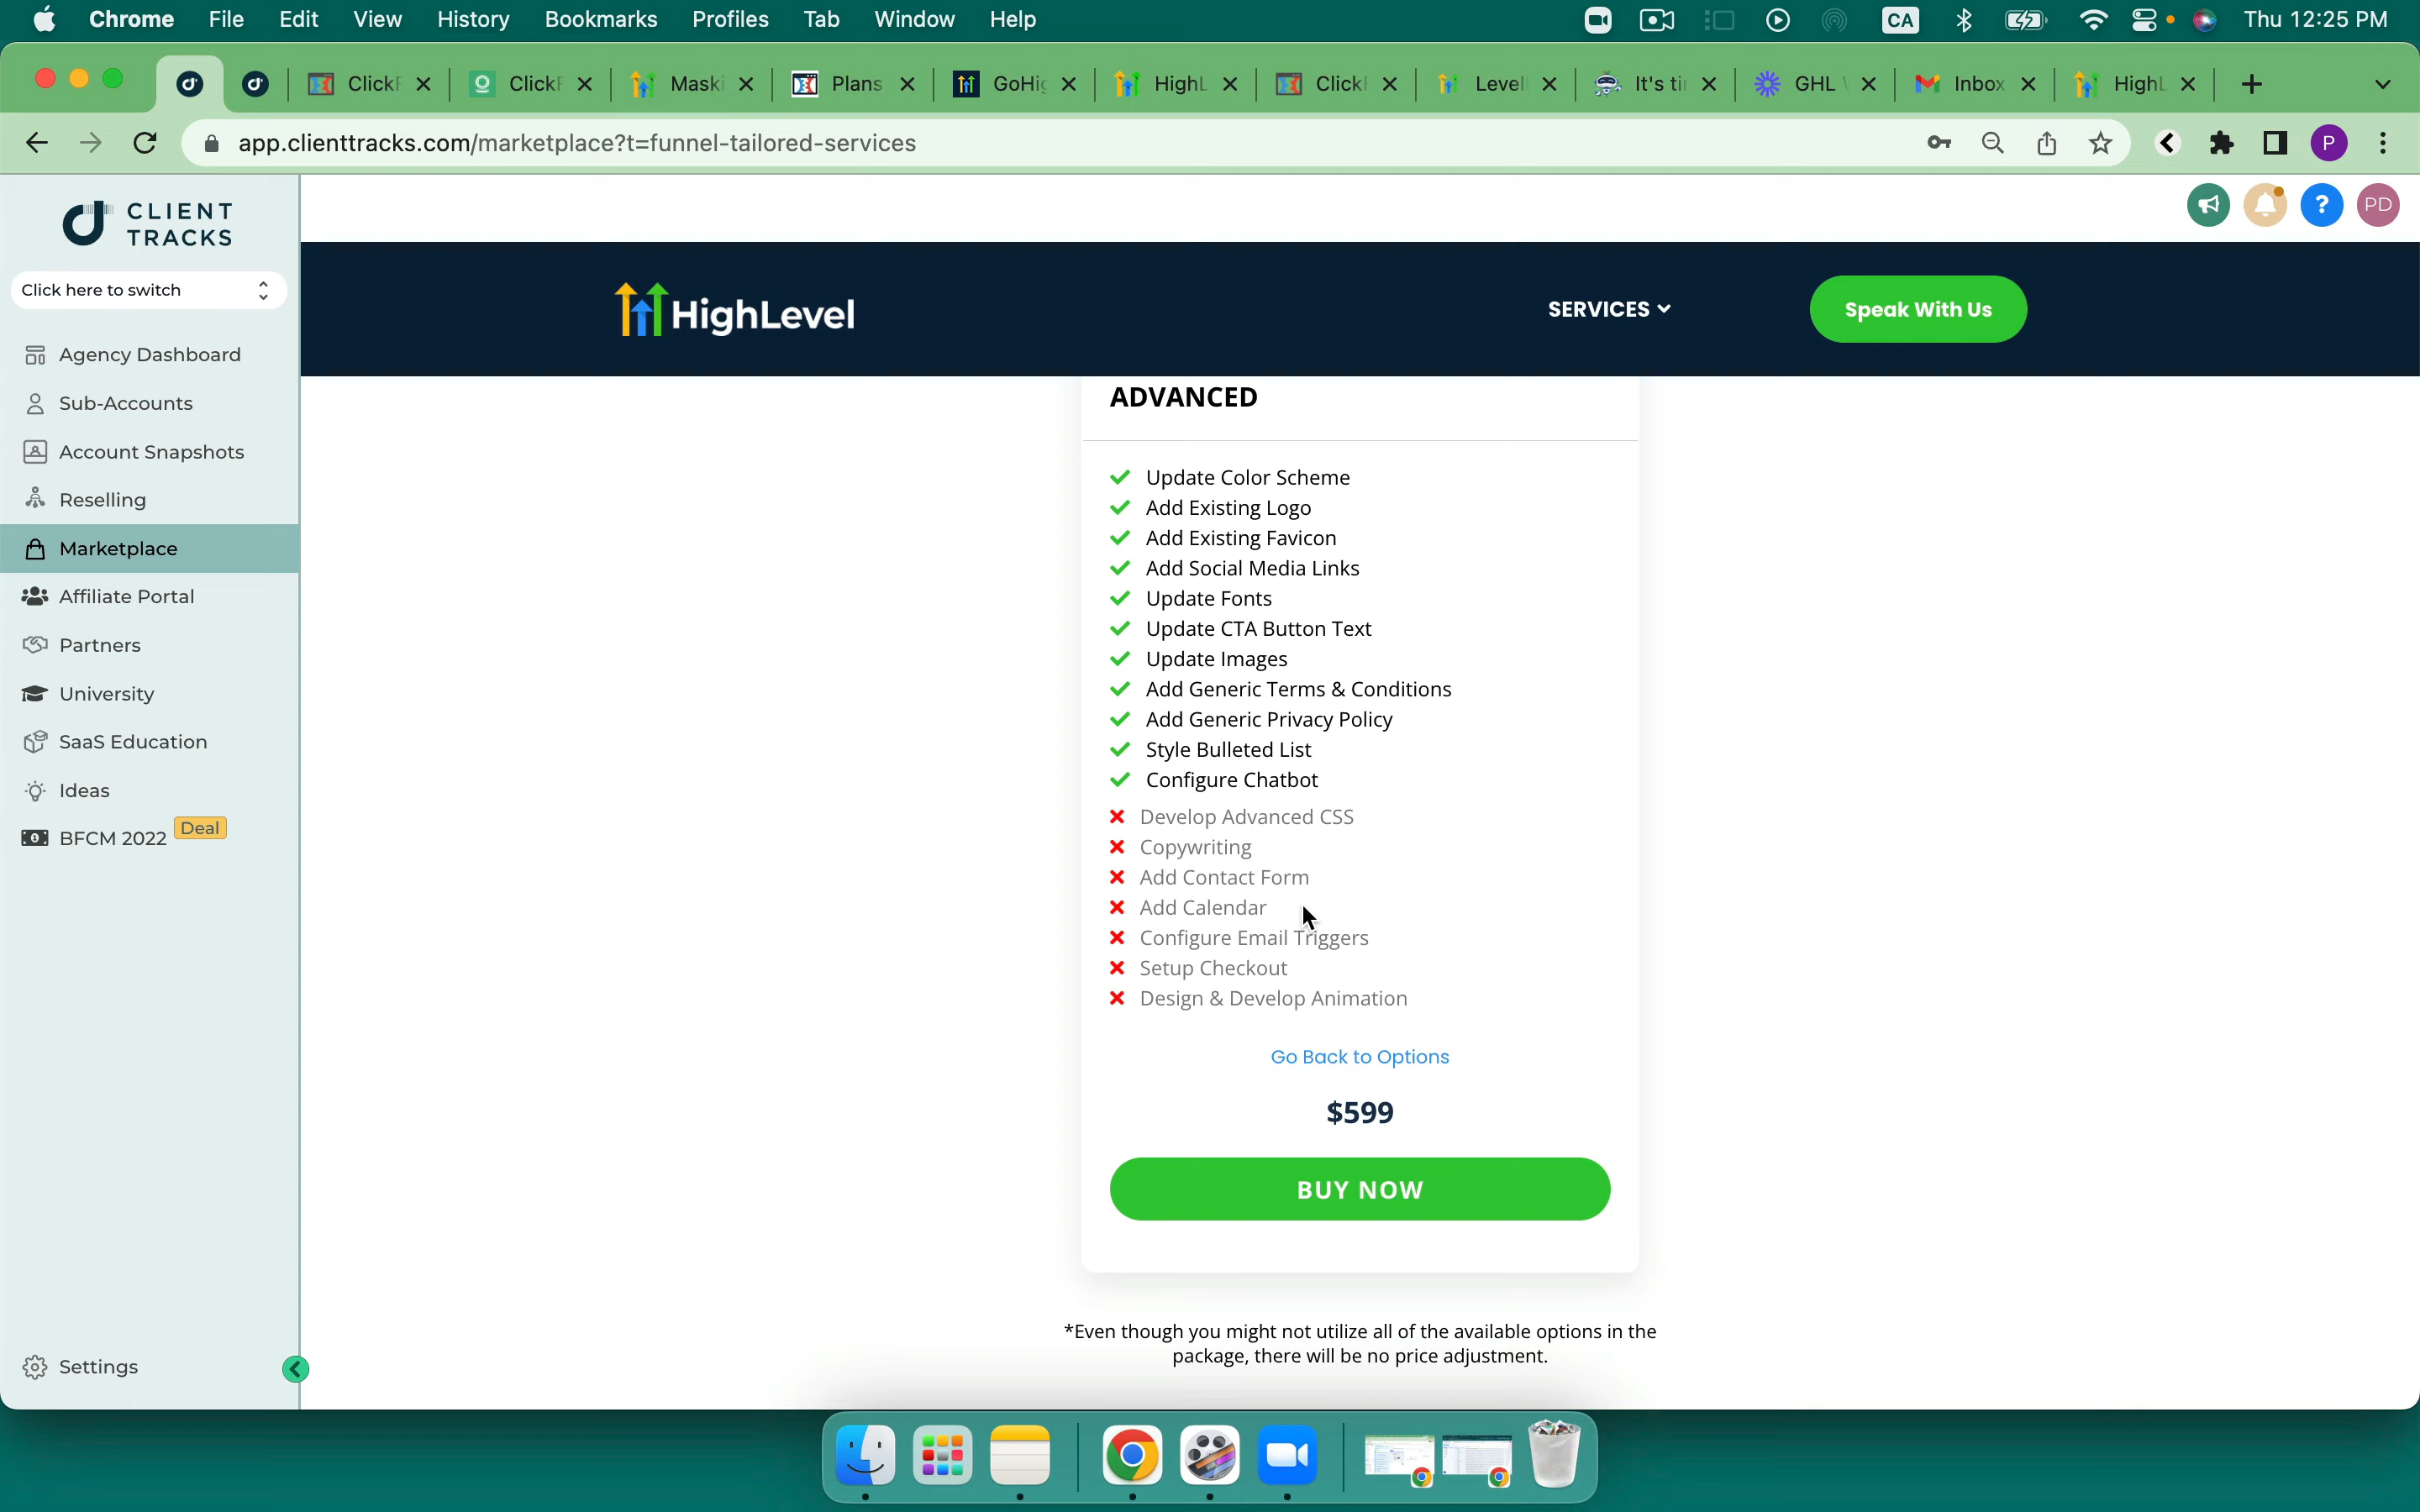 Chrome File Edit View History Bookmarks Profiles Tab Window Help CA Thu 12:25 PM
ClickF ClickF Maski Plans GoHig HighL ClickF Level It's ti GHL Inbox HighL
app.clienttracks.com/marketplace?t=funnel-tailored-services
P
CLIENT
TRACKS
PD
Click here to switch
HighLevel
SERVICES
Speak With Us
Agency Dashboard
Sub-Accounts
Account Snapshots
Reselling
Marketplace
Affiliate Portal
Partners
University
SaaS Education
Ideas
BFCM 2022 Deal
Settings
ADVANCED
Update Color Scheme
Add Existing Logo
Add Existing Favicon
Add Social Media Links
Update Fonts
Update CTA Button Text
Update Images
Add Generic Terms & Conditions
Add Generic Privacy Policy
Style Bulleted List
Configure Chatbot
Develop Advanced CSS
Copywriting
Add Contact Form
Add Calendar
Configure Email Triggers
Setup Checkout
Design & Develop Animation
Go Back to Options
$599
BUY NOW
*Even though you might not utilize all of the available options in the
package, there will be no price adjustment.